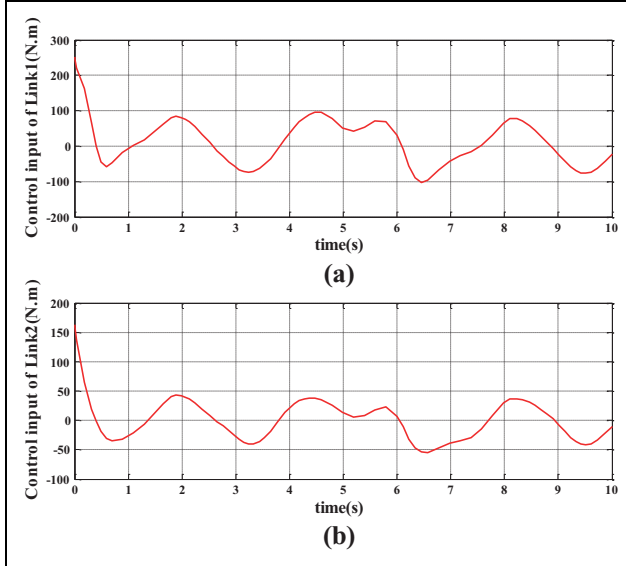 Control input of Link1(N.m)
300
200
100
0
-100
-200
0 1 2 3 4 5 6 7 8 9 10
time(s)
(a)
Control input of Link2(N.m)
200
150
100
50
0
-50
-100
0 1 2 3 4 5 6 7 8 9 10
time(s)
(b)